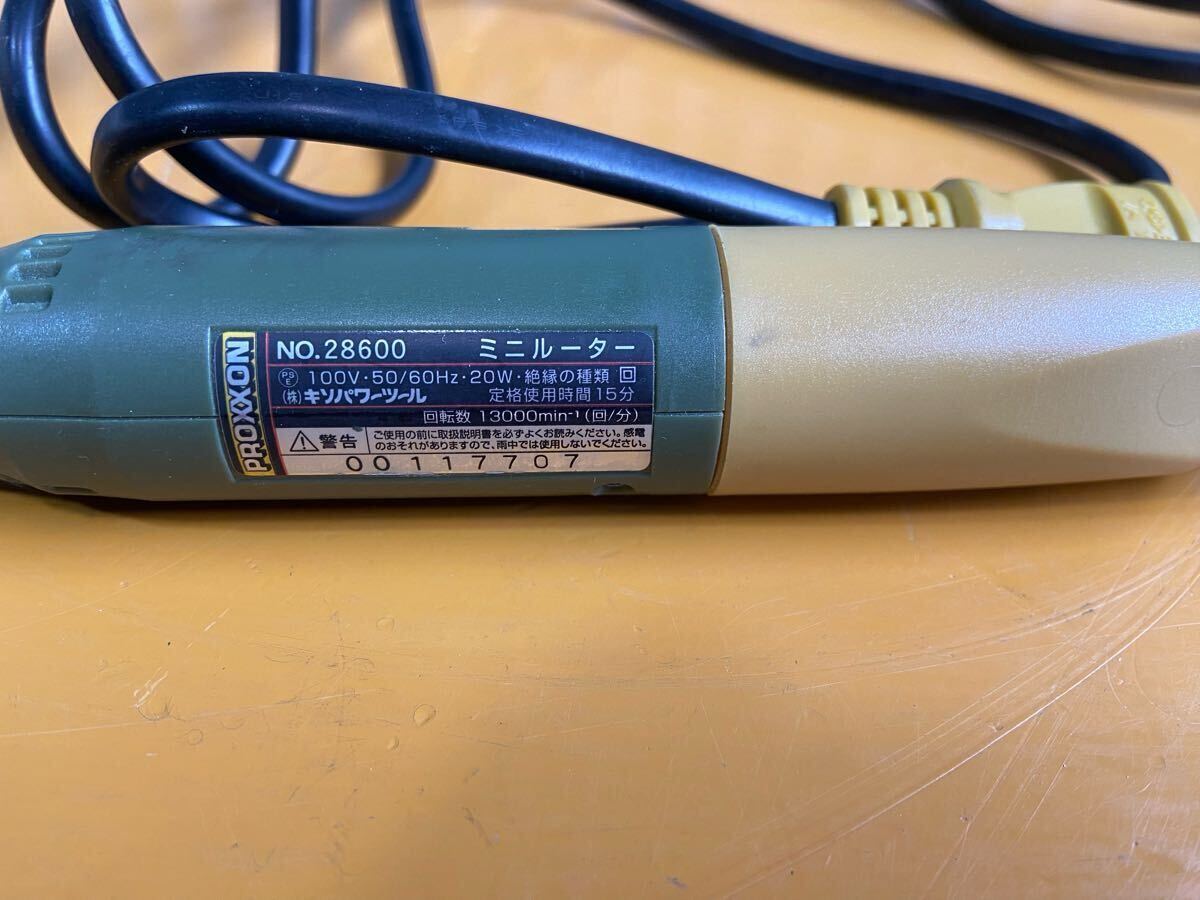 PROXXON
NO.28600 ミニルーター
PSE 100V・50/60Hz・20W・絶縁の種類 回
(株)キソパワーツール 定格使用時間15分
回転数 13000min-1(回/分)
⚠警告 ご使用の前に取扱説明書を必ずよくお読みください。感電
のおそれがありますので、雨中では使用しないでください。
00117707